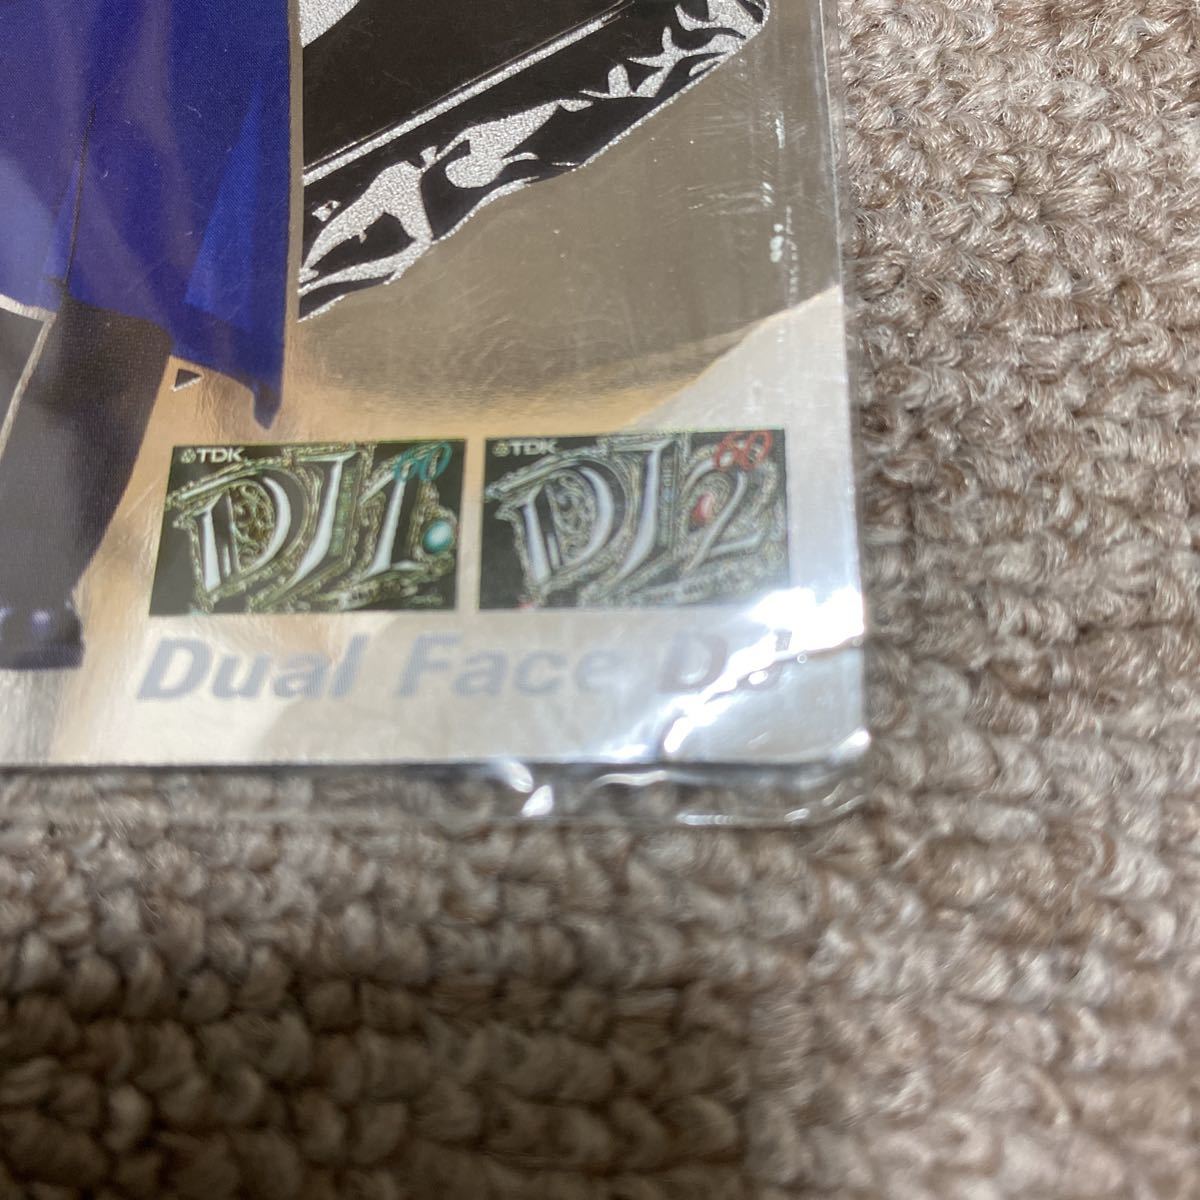 TDK 60
DJ1
TDK 60
DJ2
Dual Face DJ